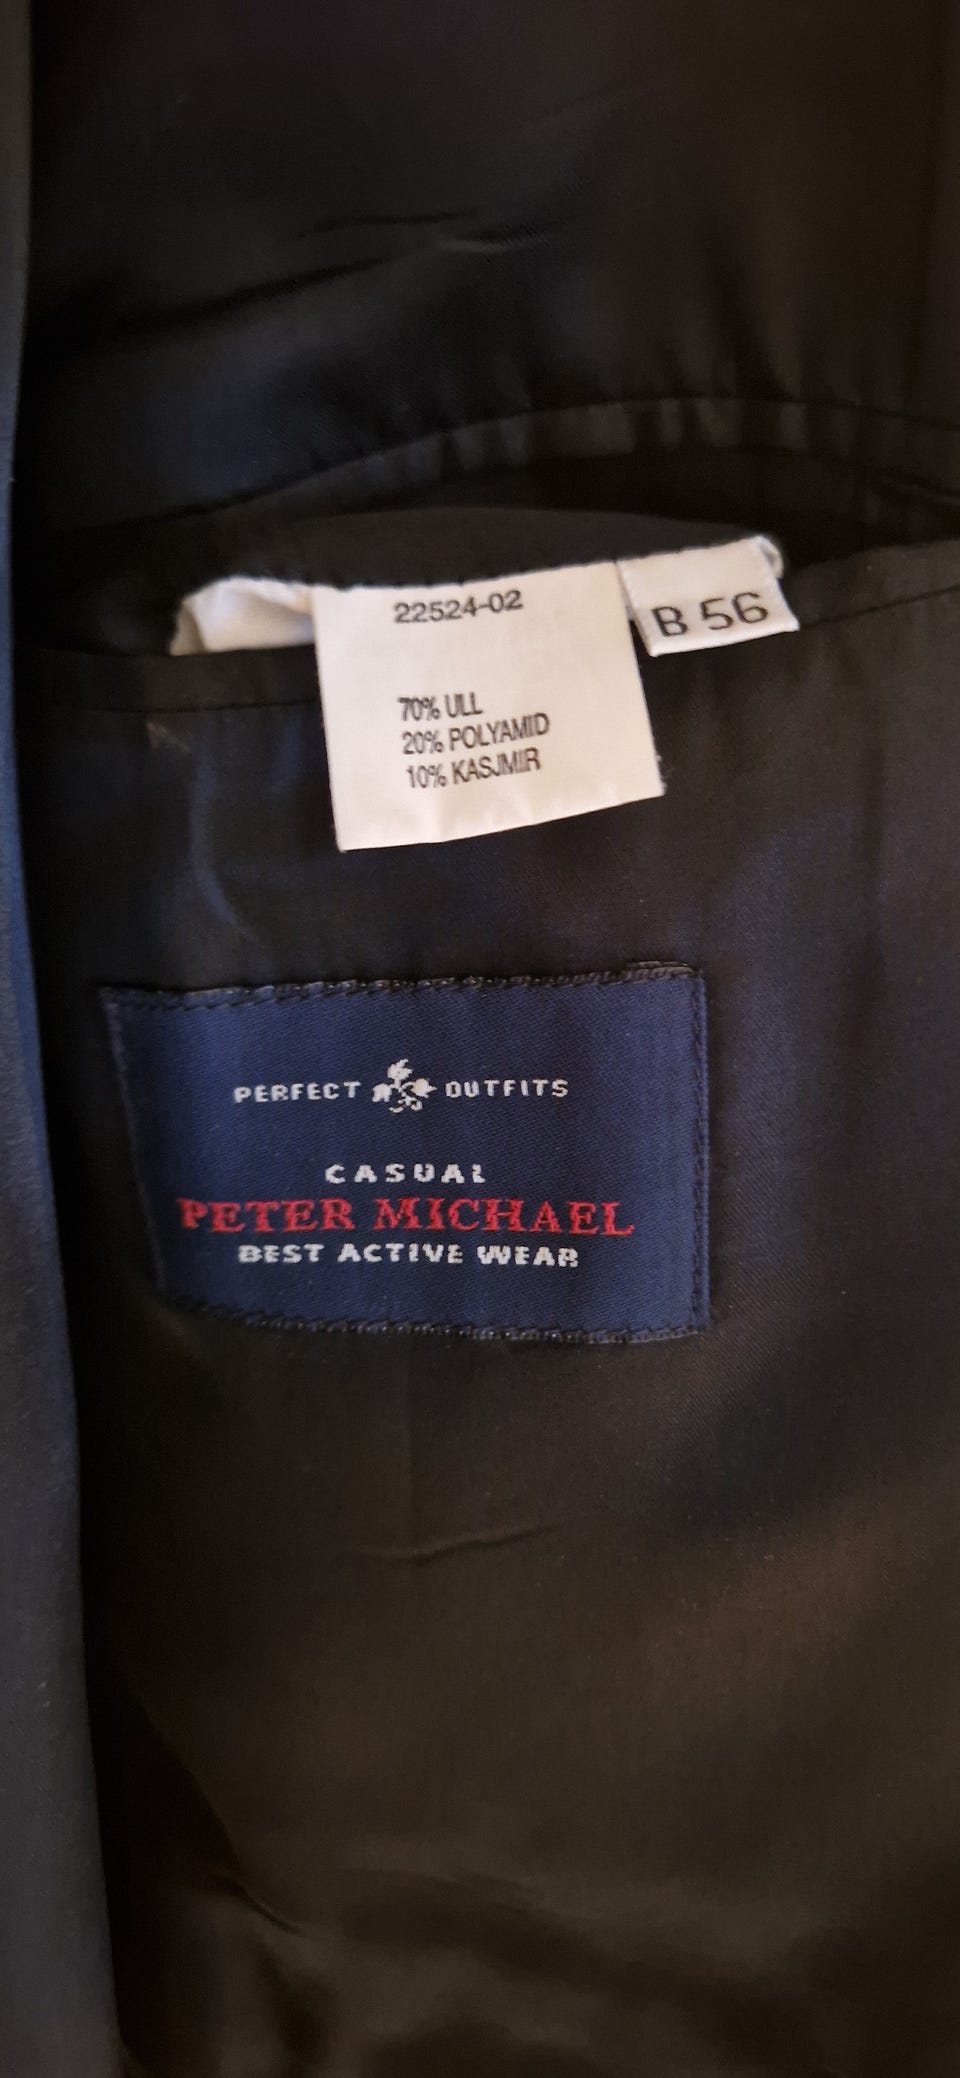 22524-02
B 56
70% ULL
20% POLYAMID
10% KASJMIR
PERFECT OUTFITS
CASUAL
PETER MICHAEL
BEST ACTIVE WEAR